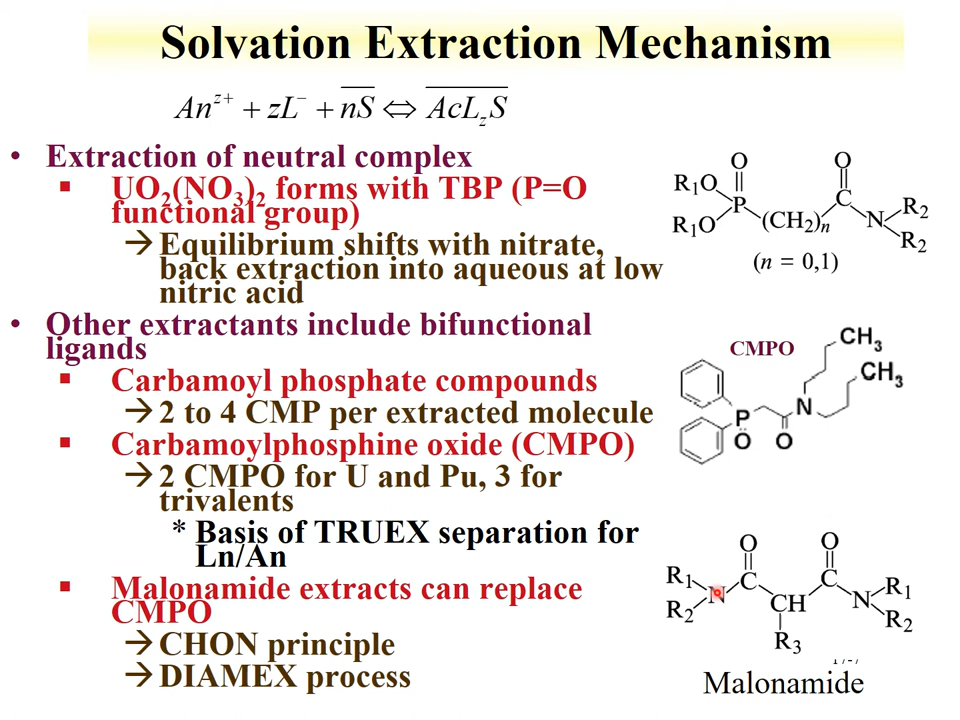 Solvation Extraction Mechanism
An^{z+} + zL^- + \overline{nS} ⇔ \overline{AcL_zS}
• Extraction of neutral complex
▪ UO₂(NO₃)₂ forms with TBP (P=O
functional group)
→Equilibrium shifts with nitrate,
back extraction into aqueous at low
nitric acid
• Other extractants include bifunctional
ligands
▪ Carbamoyl phosphate compounds
→2 to 4 CMP per extracted molecule
▪ Carbamoylphosphine oxide (CMPO)
→2 CMPO for U and Pu, 3 for
trivalents
* Basis of TRUEX separation for
Ln/An
▪ Malonamide extracts can replace
CMPO
→CHON principle
→DIAMEX process
O O
R₁O
P (CH₂)ₙ C N R₂
R₁O R₂
(n = 0,1)
CMPO
CH₃
CH₃
N
P
O O
O O
R₁ C C R₁
N CH N
R₂ R₂
R₃
Malonamide